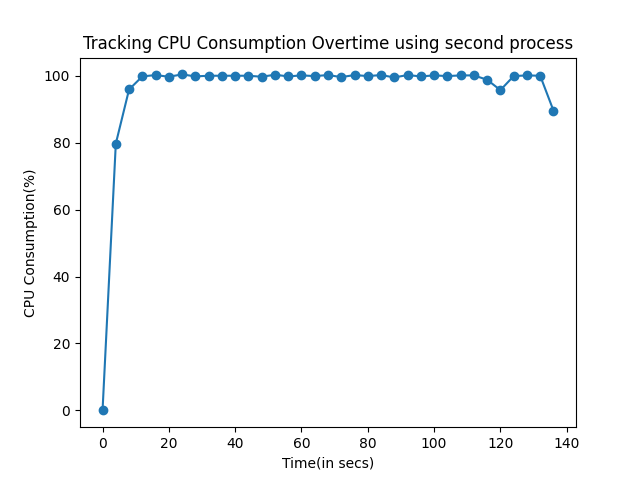 Tracking CPU Consumption Overtime using second process
100
80
60
40
20
0
CPU Consumption(%)
0 20 40 60 80 100 120 140
Time(in secs)